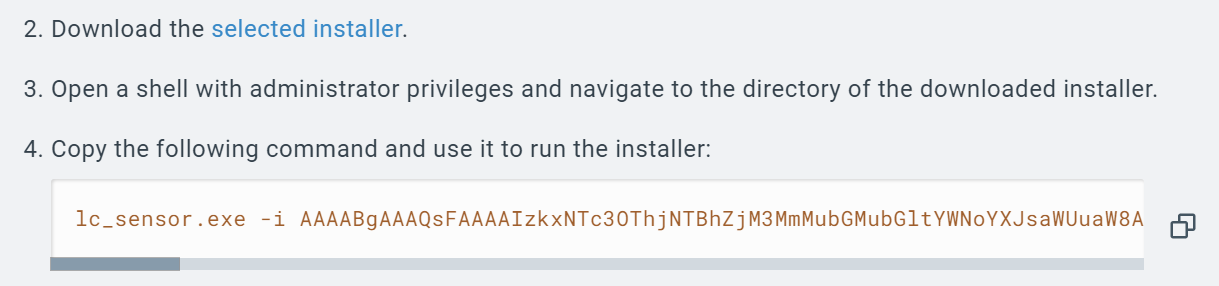 2. Download the selected installer.
3. Open a shell with administrator privileges and navigate to the directory of the downloaded installer.
4. Copy the following command and use it to run the installer:
lc_sensor.exe -i AAAABgAAAQsFAAAAIzkxNTc3OThjNTBhZjM3MmMubGMubGltYWNoYXJsaWUuaW8A